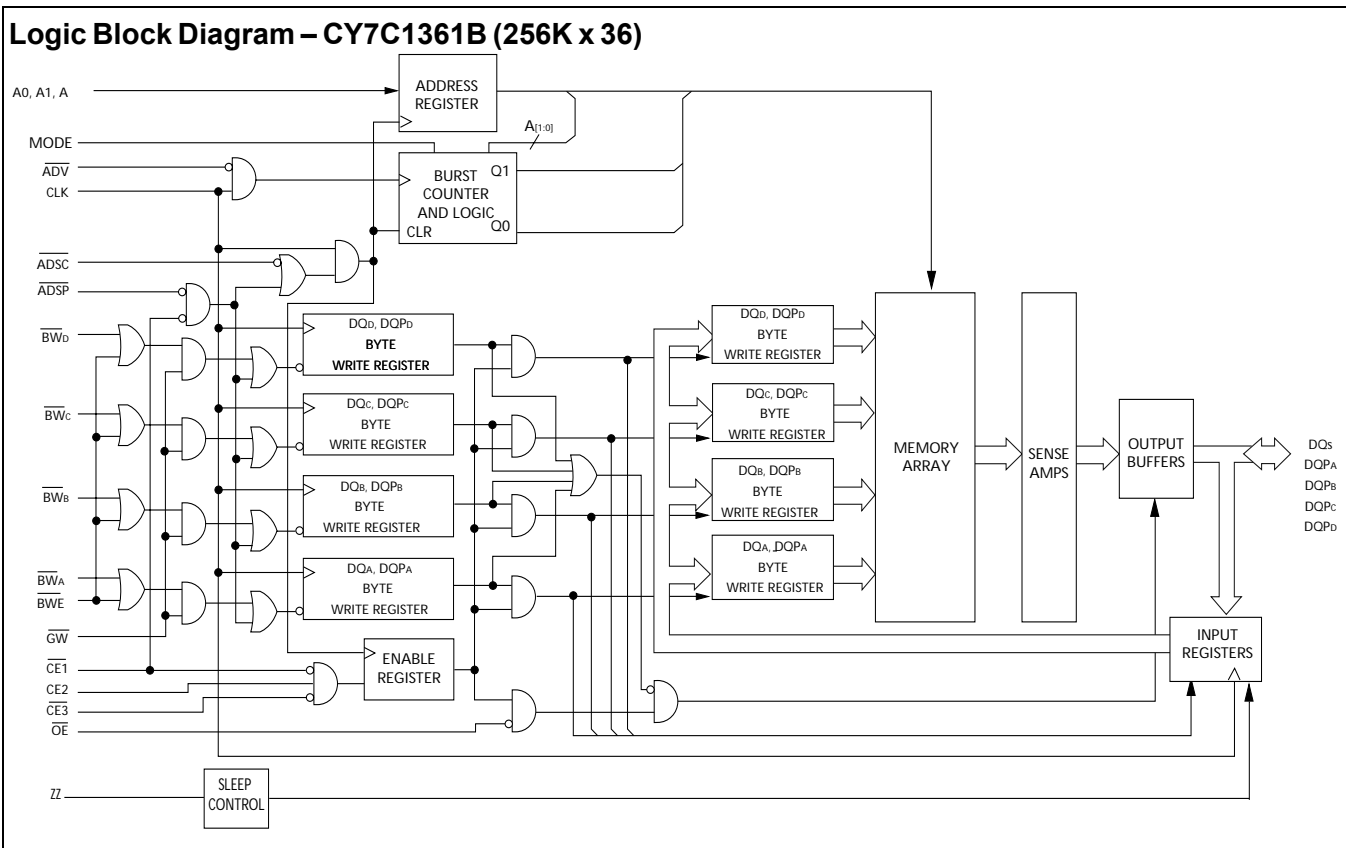 Logic Block Diagram – CY7C1361B (256K x 36)
A0, A1, A
ADDRESS
REGISTER
A[1:0]
MODE
ADV
CLK
BURST
COUNTER
AND LOGIC
CLR
Q1
Q0
ADSC
ADSP
BWD
DQD, DQPD
BYTE
WRITE REGISTER
DQD, DQPD
BYTE
WRITE REGISTER
BWC
DQC, DQPC
BYTE
WRITE REGISTER
DQC, DQPC
BYTE
WRITE REGISTER
MEMORY
ARRAY
SENSE
AMPS
OUTPUT
BUFFERS
DQS
DQPA
DQPB
DQPC
DQPD
BWB
DQB, DQPB
BYTE
WRITE REGISTER
DQB, DQPB
BYTE
WRITE REGISTER
BWA
BWE
DQA, DQPA
BYTE
WRITE REGISTER
DQA, DQPA
BYTE
WRITE REGISTER
GW
CE1
CE2
CE3
OE
ENABLE
REGISTER
INPUT
REGISTERS
ZZ
SLEEP
CONTROL